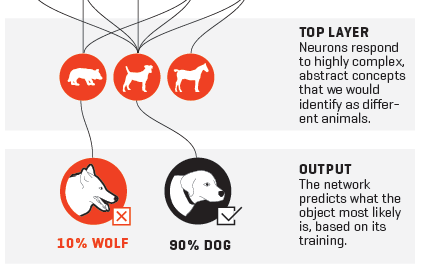 TOP LAYER
Neurons respond
to highly complex,
abstract concepts
that we would
identify as differ-
ent animals.
OUTPUT
The network
predicts what the
object most likely
is, based on its
training.
10% WOLF
90% DOG